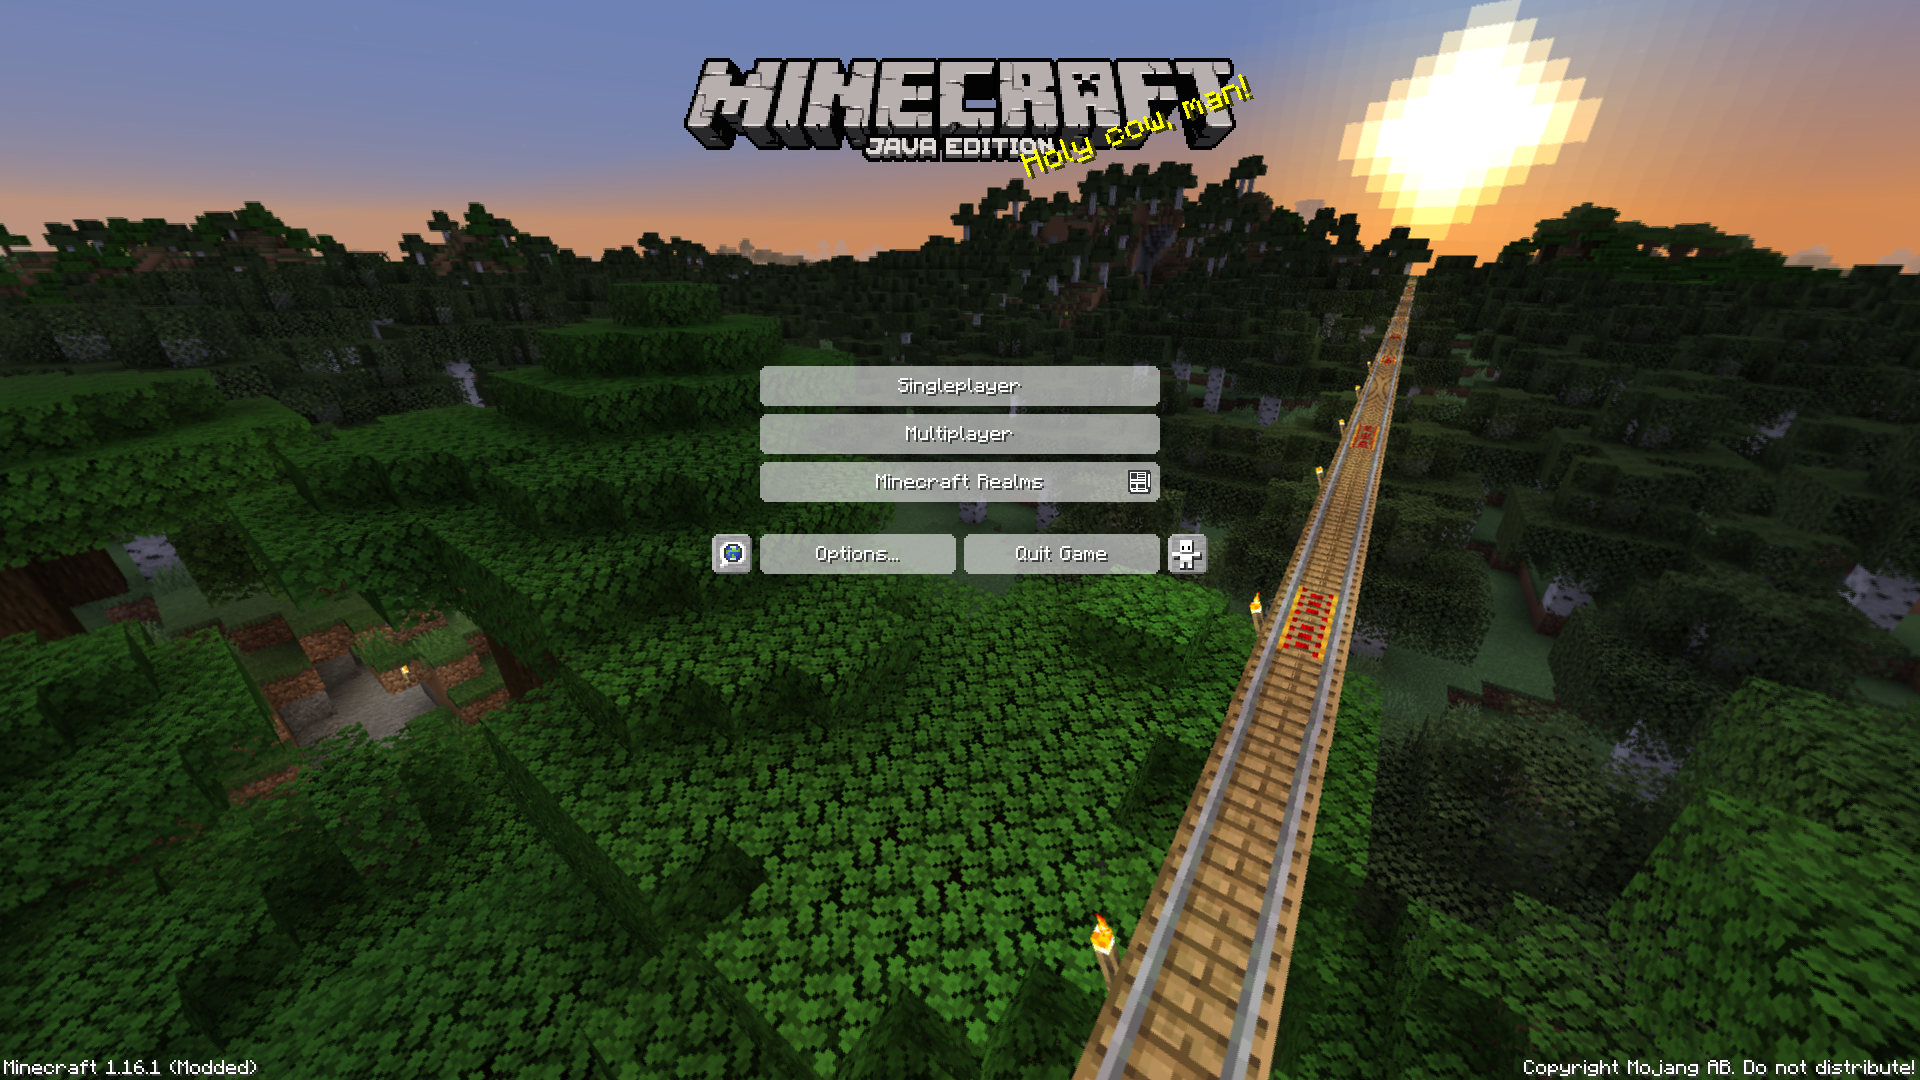 MINECRAFT
JAVA EDITION
Holy cow, man!
Singleplayer
Multiplayer
Minecraft Realms
Options...
Quit Game
Minecraft 1.16.1 (Modded)
Copyright Mojang AB. Do not distribute!